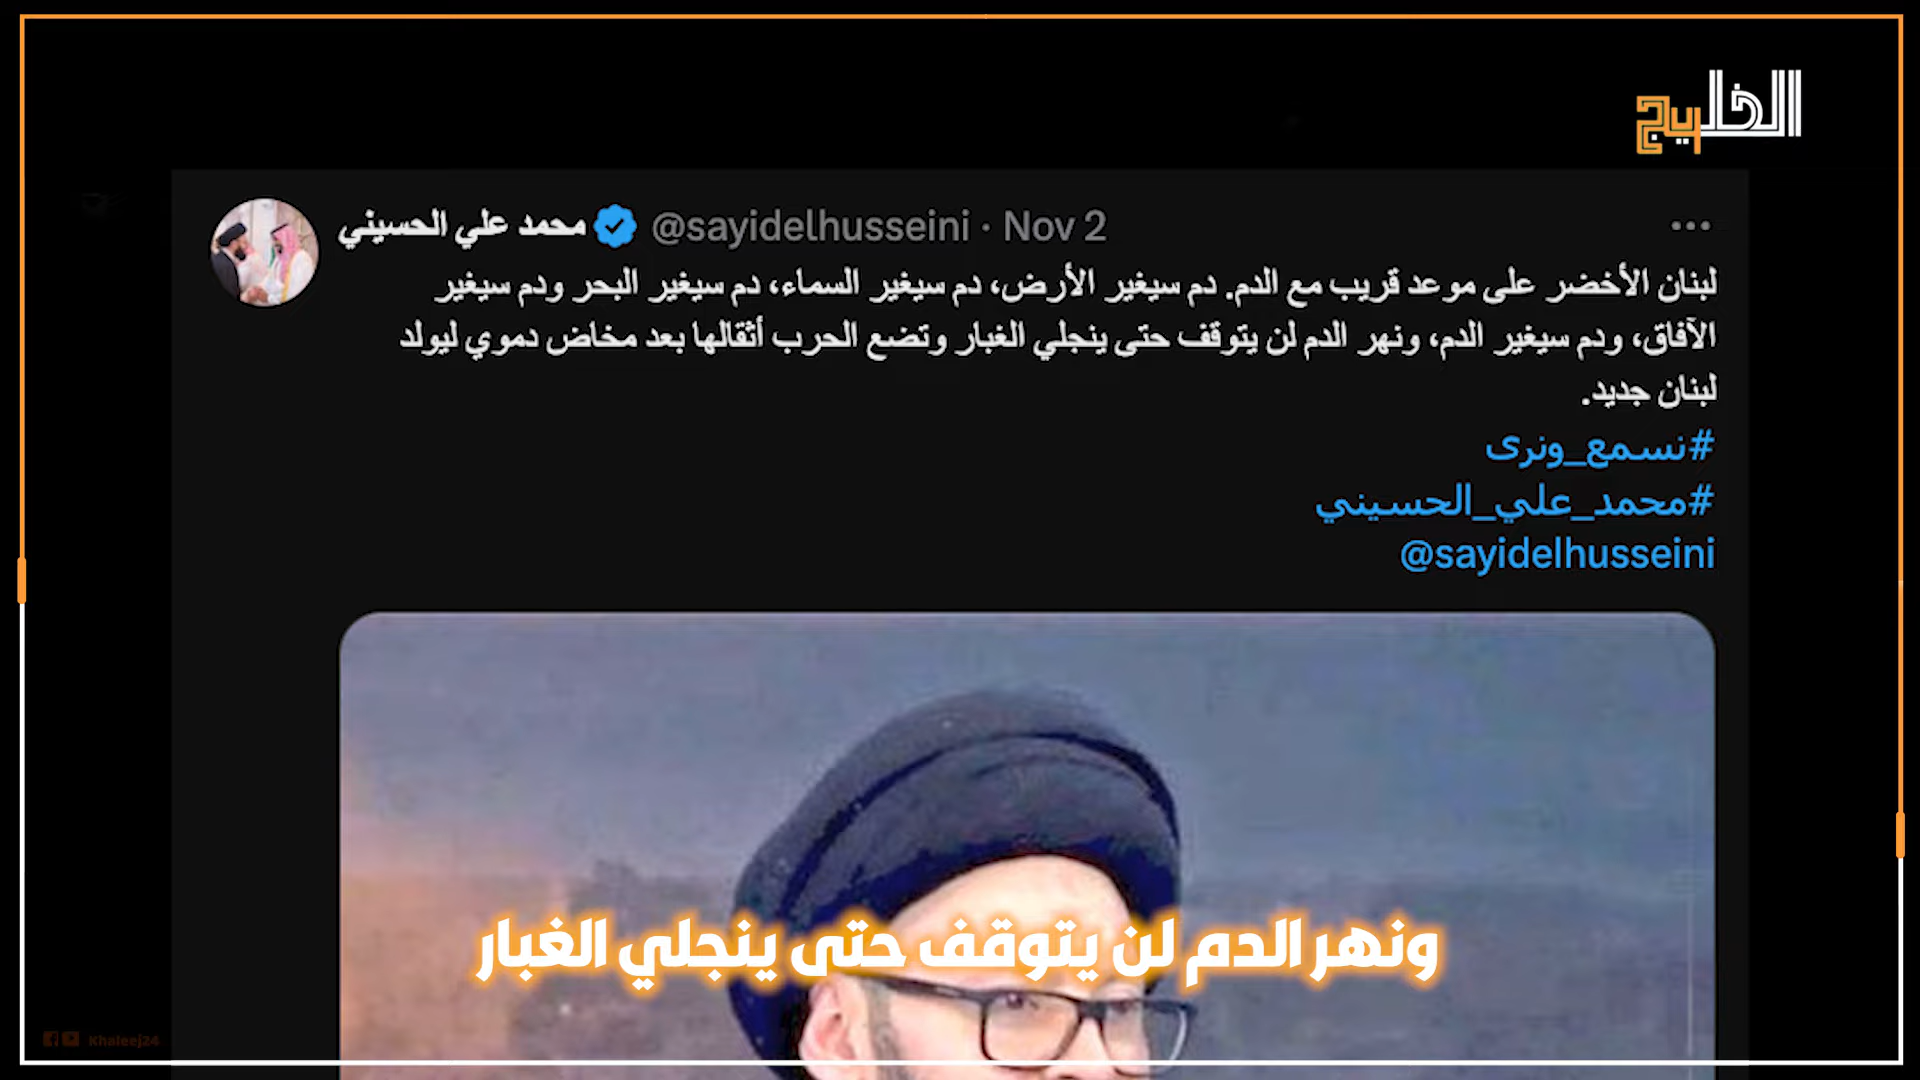 الخليج
محمد علي الحسيني @sayidelhusseini · Nov 2
لبنان الأخضر على موعد قريب مع الدم. دم سيغير الأرض، دم سيغير السماء، دم سيغير البحر ودم سيغير
الآفاق، ودم سيغير الدم، ونهر الدم لن يتوقف حتى ينجلي الغبار وتضع الحرب أثقالها بعد مخاض دموي ليولد
لبنان جديد.
#نسمع_ونرى
#محمد_علي_الحسيني
@sayidelhusseini
ونهر الدم لن يتوقف حتى ينجلي الغبار
Khaleej24